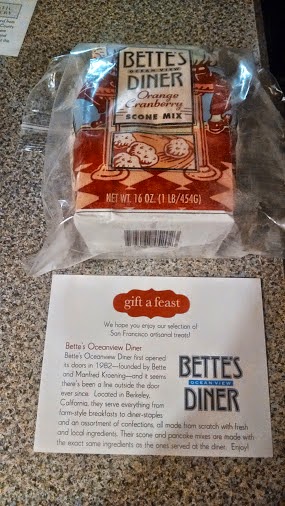 BETTE'S
OCEANVIEW
DINER
Orange
Cranberry
SCONE MIX
NET WT. 16 OZ. (1 LB/454G)
gift a feast
We hope you enjoy our selection of
San Francisco artisanal treats!
Bette's Oceanview Diner
Bette's Oceanview Diner first opened
its doors in 1982—founded by Bette
and Manfred Kroening—and it seems
there's been a line outside the door
ever since. Located in Berkeley,
California, they serve everything from
farm-style breakfasts to diner-staples
and an assortment of confections, all made from scratch with fresh
and local ingredients. Their scone and pancake mixes are made with
the exact same ingredients as the ones served at the diner. Enjoy!
BETTE'S
OCEAN VIEW
DINER